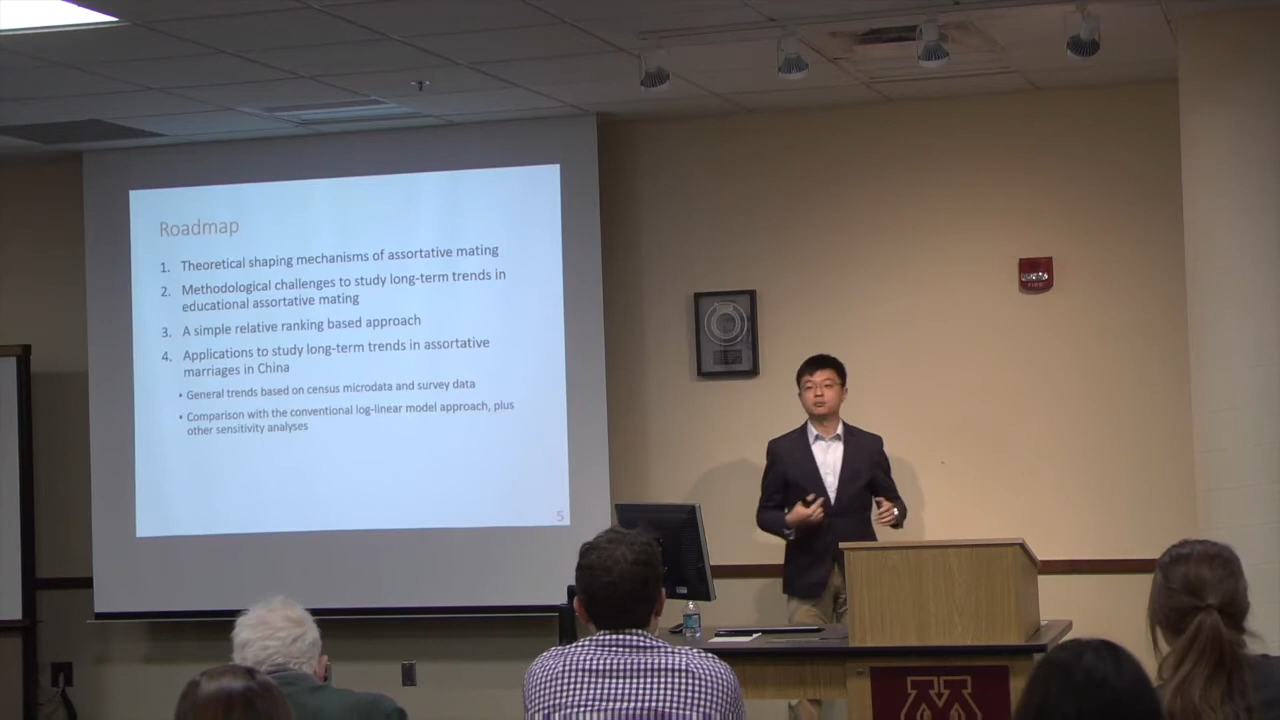 Roadmap
1. Theoretical shaping mechanisms of assortative mating
2. Methodological challenges to study long-term trends in
educational assortative mating
3. A simple relative ranking based approach
4. Applications to study long-term trends in assortative
marriages in China
• General trends based on census microdata and survey data
• Comparison with the conventional log-linear model approach, plus
other sensitivity analyses
5
FIRE
M